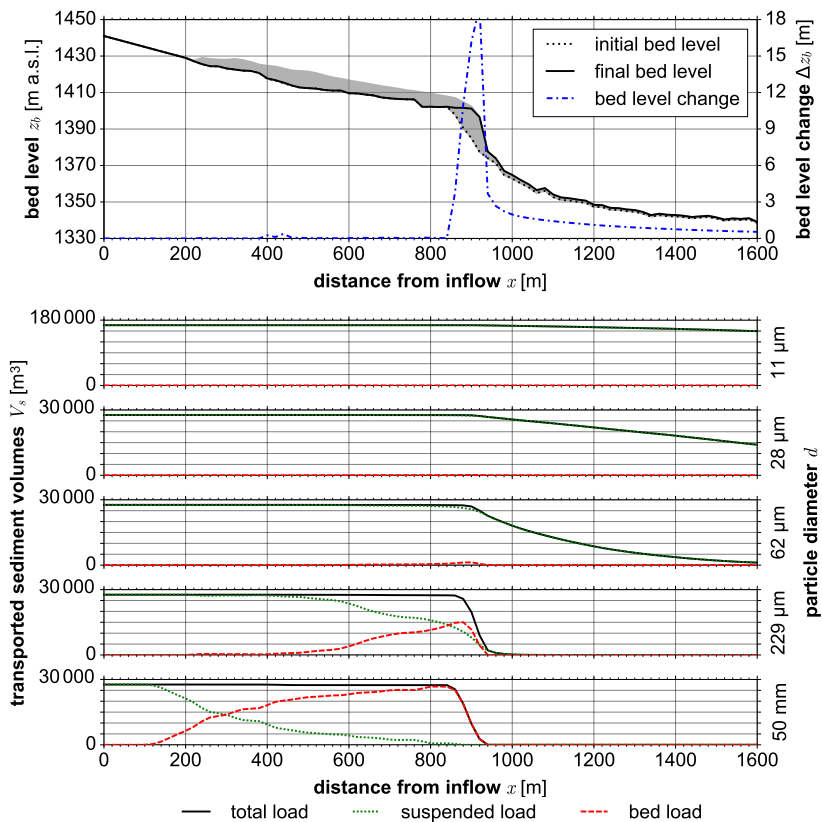 1450
1430
1410
1390
1370
1350
1330
bed level z_b [m a.s.l.]
18
15
12
9
6
3
0
bed level change Δz_b [m]
initial bed level
final bed level
bed level change
0 200 400 600 800 1000 1200 1400 1600
distance from inflow x [m]
transported sediment volumes V_s [m³]
particle diameter d
180 000
0
11 µm
30 000
0
28 µm
30 000
0
62 µm
30 000
0
229 µm
30 000
0
50 mm
0 200 400 600 800 1000 1200 1400 1600
distance from inflow x [m]
total load suspended load bed load